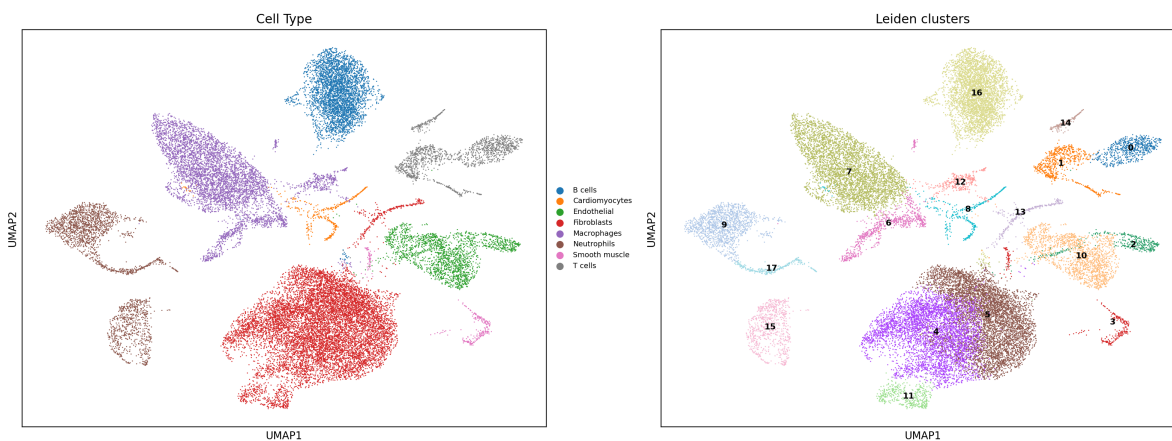 Cell Type
UMAP2
UMAP1
B cells
Cardiomyocytes
Endothelial
Fibroblasts
Macrophages
Neutrophils
Smooth muscle
T cells
Leiden clusters
UMAP2
UMAP1
16
14
0
1
7
12
8
13
6
9
2
10
17
3
5
15
4
11